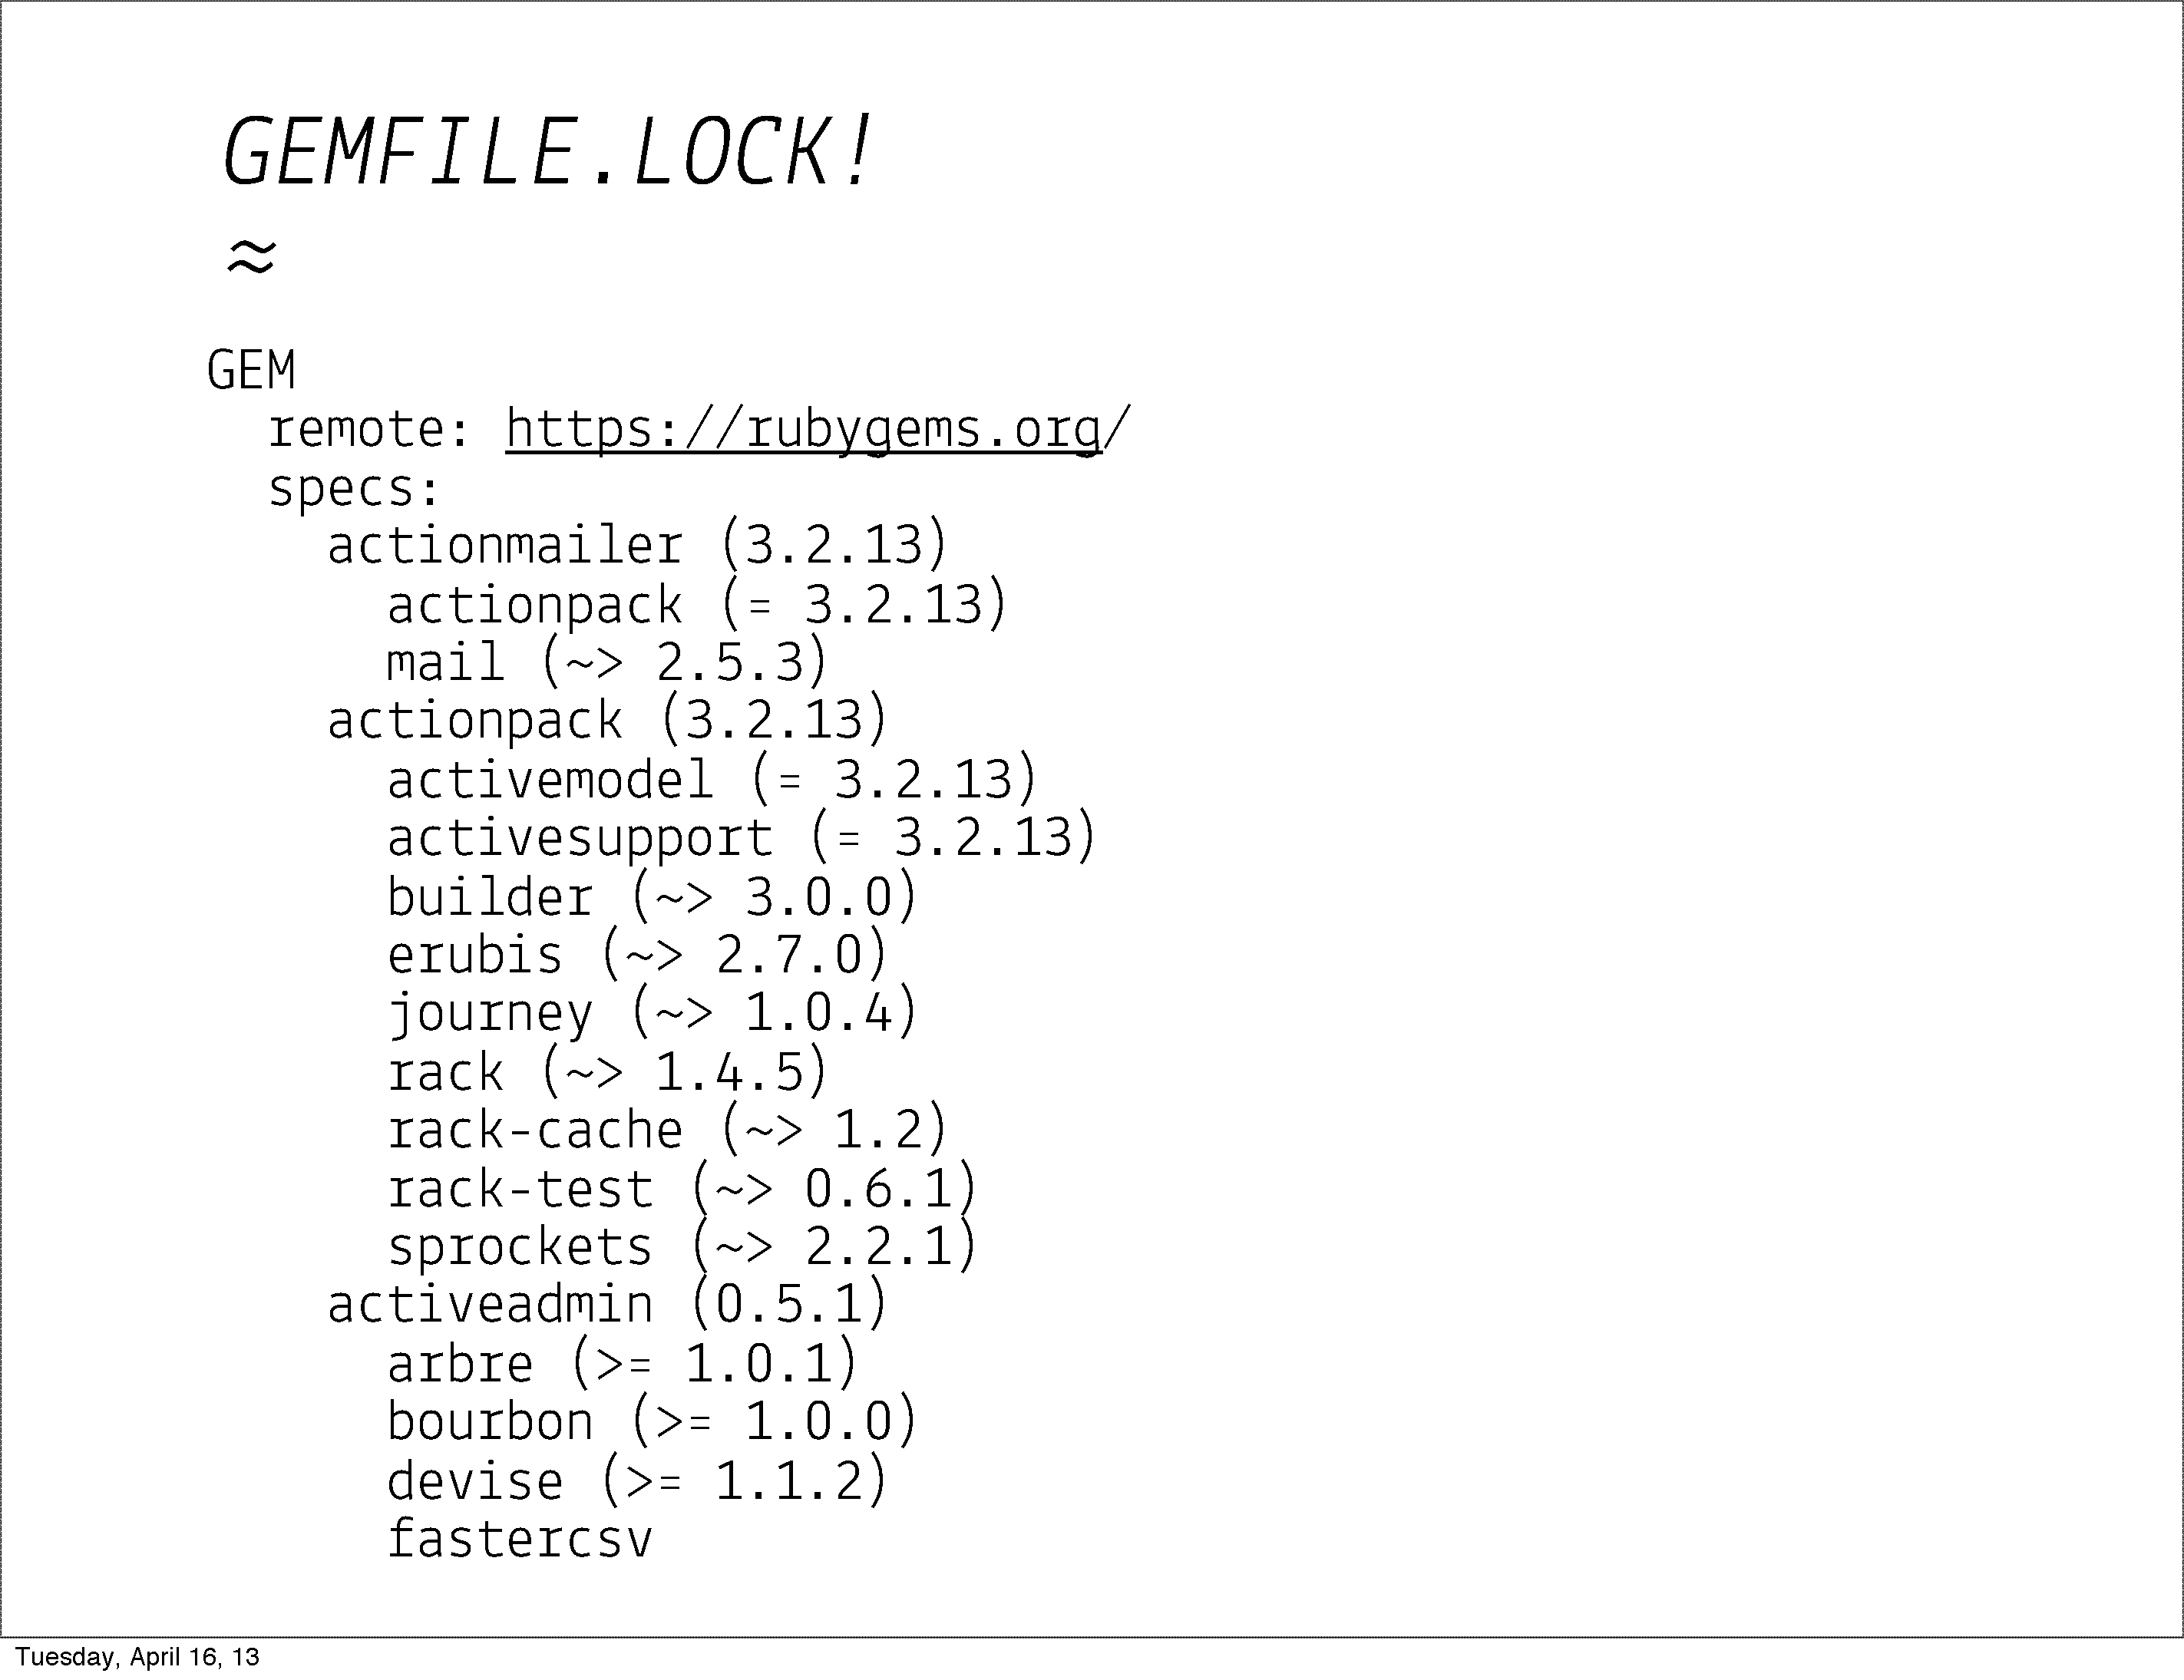 GEMFILE.LOCK!
≈
GEM
remote: https://rubygems.org/
specs:
actionmailer (3.2.13)
actionpack (= 3.2.13)
mail (~> 2.5.3)
actionpack (3.2.13)
activemodel (= 3.2.13)
activesupport (= 3.2.13)
builder (~> 3.0.0)
erubis (~> 2.7.0)
journey (~> 1.0.4)
rack (~> 1.4.5)
rack-cache (~> 1.2)
rack-test (~> 0.6.1)
sprockets (~> 2.2.1)
activeadmin (0.5.1)
arbre (>= 1.0.1)
bourbon (>= 1.0.0)
devise (>= 1.1.2)
fastercsv
Tuesday, April 16, 13